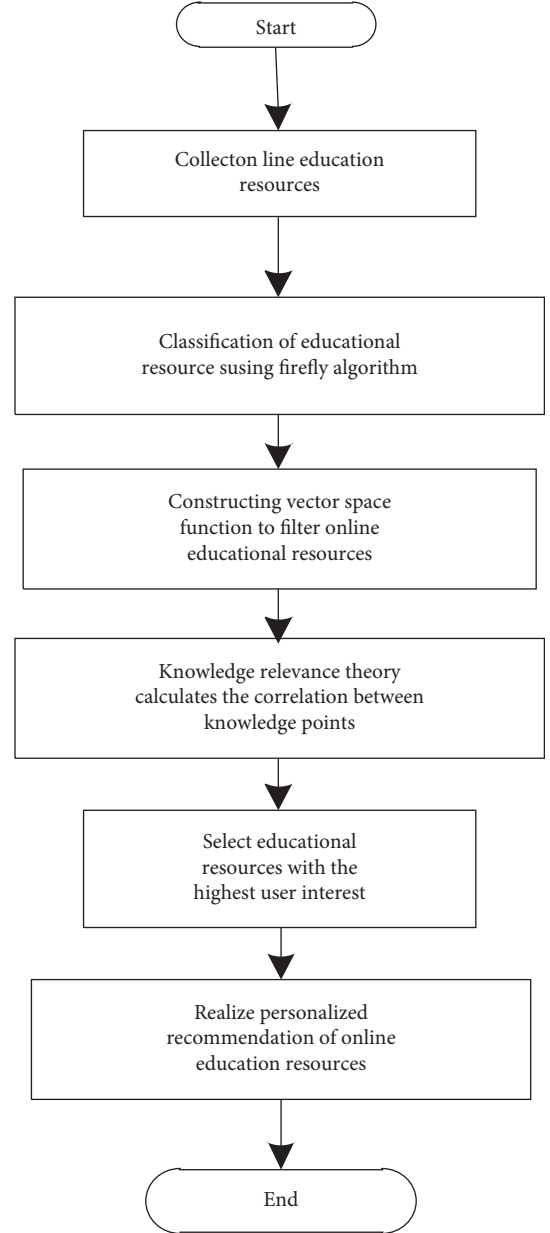 Start
Collecton line education
resources
Classification of educational
resource susing firefly algorithm
Constructing vector space
function to filter online
educational resources
Knowledge relevance theory
calculates the correlation between
knowledge points
Select educational
resources with the
highest user interest
Realize personalized
recommendation of online
education resources
End